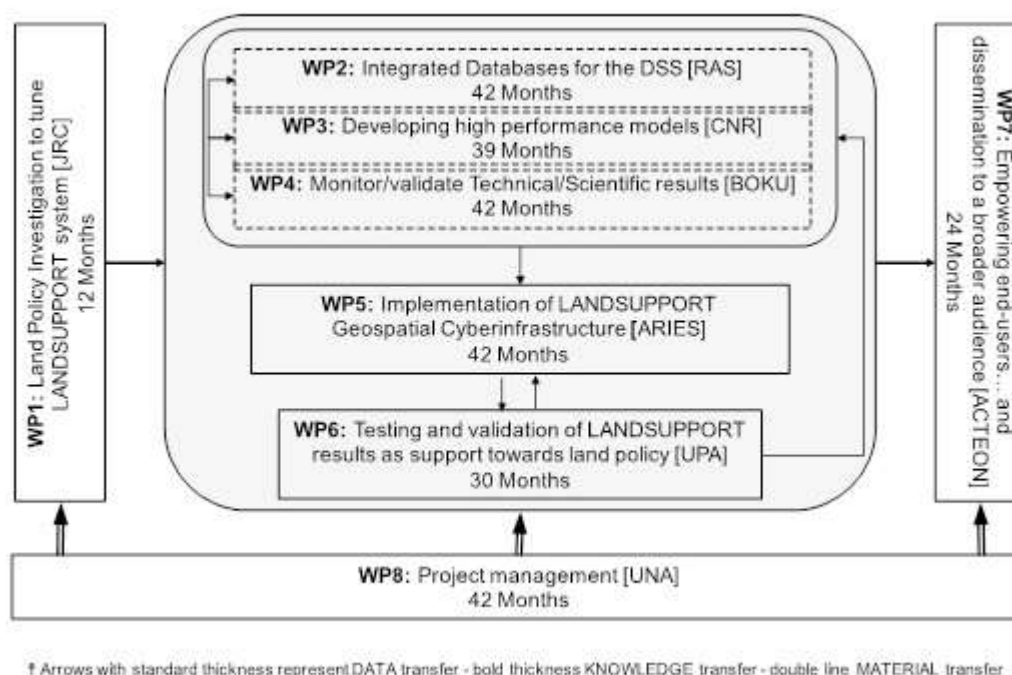 WP1: Land Policy Investigation to tune
LANDSUPPORT system [JRC]
12 Months
WP2: Integrated Databases for the DSS [RAS]
42 Months
WP3: Developing high performance models [CNR]
39 Months
WP4: Monitor/validate Technical/Scientific results [BOKU]
42 Months
WP5: Implementation of LANDSUPPORT
Geospatial Cyberinfrastructure [ARIES]
42 Months
WP6: Testing and validation of LANDSUPPORT
results as support towards land policy [UPA]
30 Months
WP7: Empowering end-users... and
dissemination to a broader audience [ACTEON]
24 Months
WP8: Project management [UNA]
42 Months
† Arrows with standard thickness represent DATA transfer - bold thickness KNOWLEDGE transfer - double line MATERIAL transfer